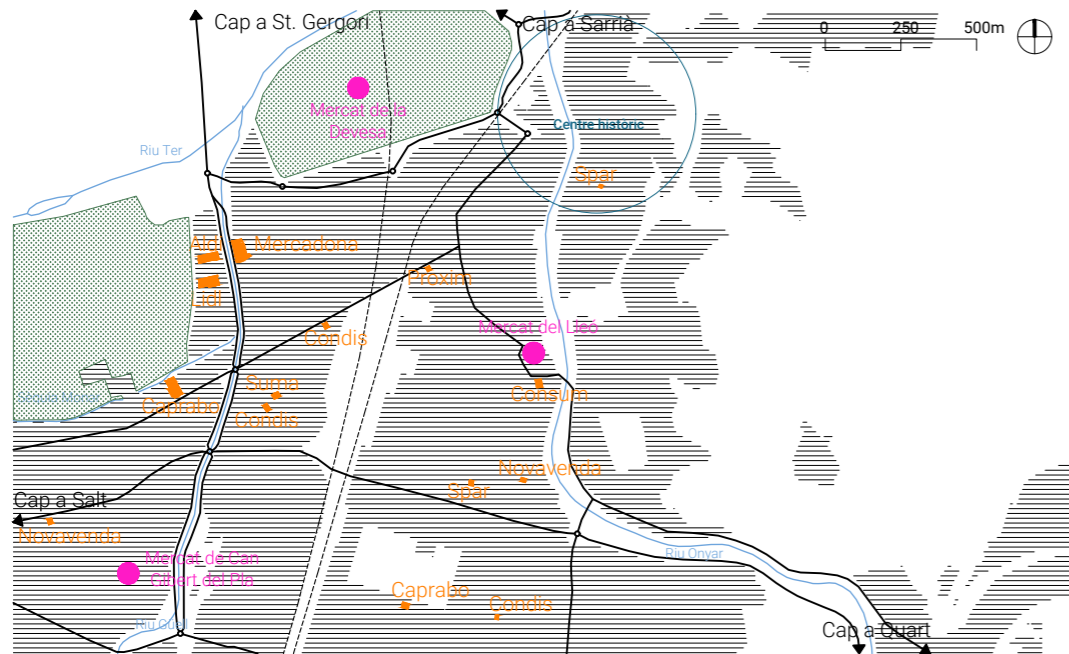 Cap a St. Gergori
Cap a Sarrià
0 250 500m
Mercat de la
Devesa
Centre històric
Riu Ter
Spar
Aldi
Mercadona
Lidl
Pròxim
Condis
Mercat del Lleó
Suma
Consum
Caprabo
Condis
Novavenda
Spar
Cap a Salt
Novavenda
Mercat de Can
Gibert del Pla
Riu Onyar
Caprabo
Condis
Riu Güell
Cap a Quart